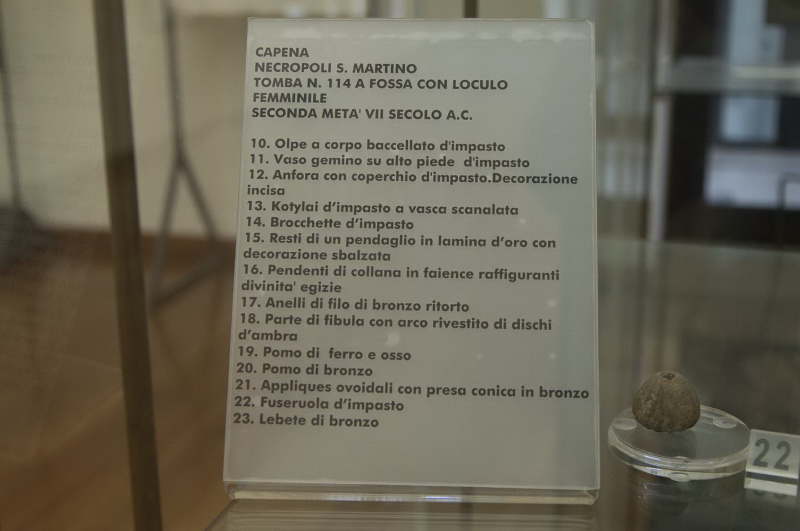 CAPENA
NECROPOLI S. MARTINO
TOMBA N. 114 A FOSSA CON LOCULO
FEMMINILE
SECONDA META' VII SECOLO A.C.
10. Olpe a corpo baccellato d'impasto
11. Vaso gemino su alto piede  d'impasto
12. Anfora con coperchio d'impasto.Decorazione
incisa
13. Kotylai d’impasto a vasca scanalata
14. Brocchette d’impasto
15. Resti di un pendaglio in lamina d’oro con
decorazione sbalzata
16. Pendenti di collana in faience raffiguranti
divinita' egizie
17. Anelli di filo di bronzo ritorto
18. Parte di fibula con arco rivestito di dischi
d’ambra
19. Pomo di  ferro e osso
20. Pomo di bronzo
21. Appliques ovoidali con presa conica in bronzo
22. Fuseruola d’impasto
23. Lebete di bronzo
22